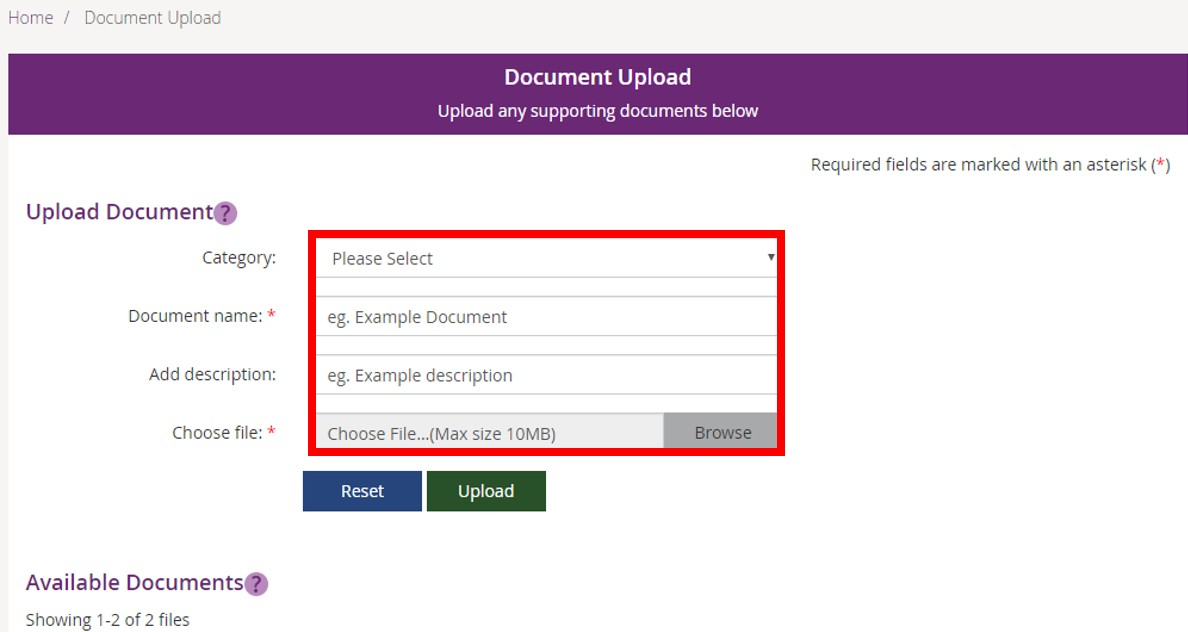 Home / Document Upload
Document Upload
Upload any supporting documents below
Required fields are marked with an asterisk (*)
Upload Document?
Category: Please Select
Document name: * eg. Example Document
Add description: eg. Example description
Choose file: * Choose File...(Max size 10MB) Browse
Reset Upload
Available Documents?
Showing 1-2 of 2 files